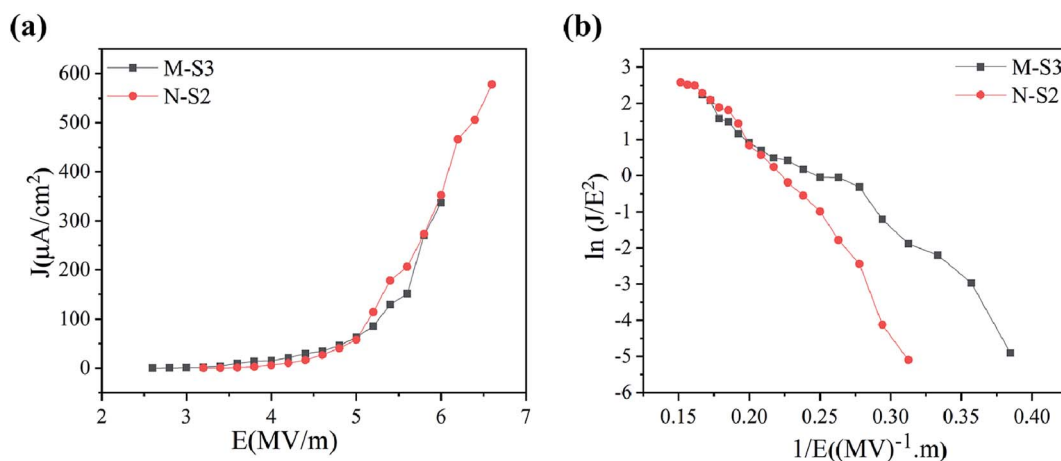 (a)
M-S3
N-S2
600
500
400
300
200
100
0
J(μA/cm²)
2
3
4
5
6
7
E(MV/m)
(b)
M-S3
N-S2
3
2
1
0
-1
-2
-3
-4
-5
-6
ln (J/E²)
0.15
0.20
0.25
0.30
0.35
0.40
1/E((MV)⁻¹.m)